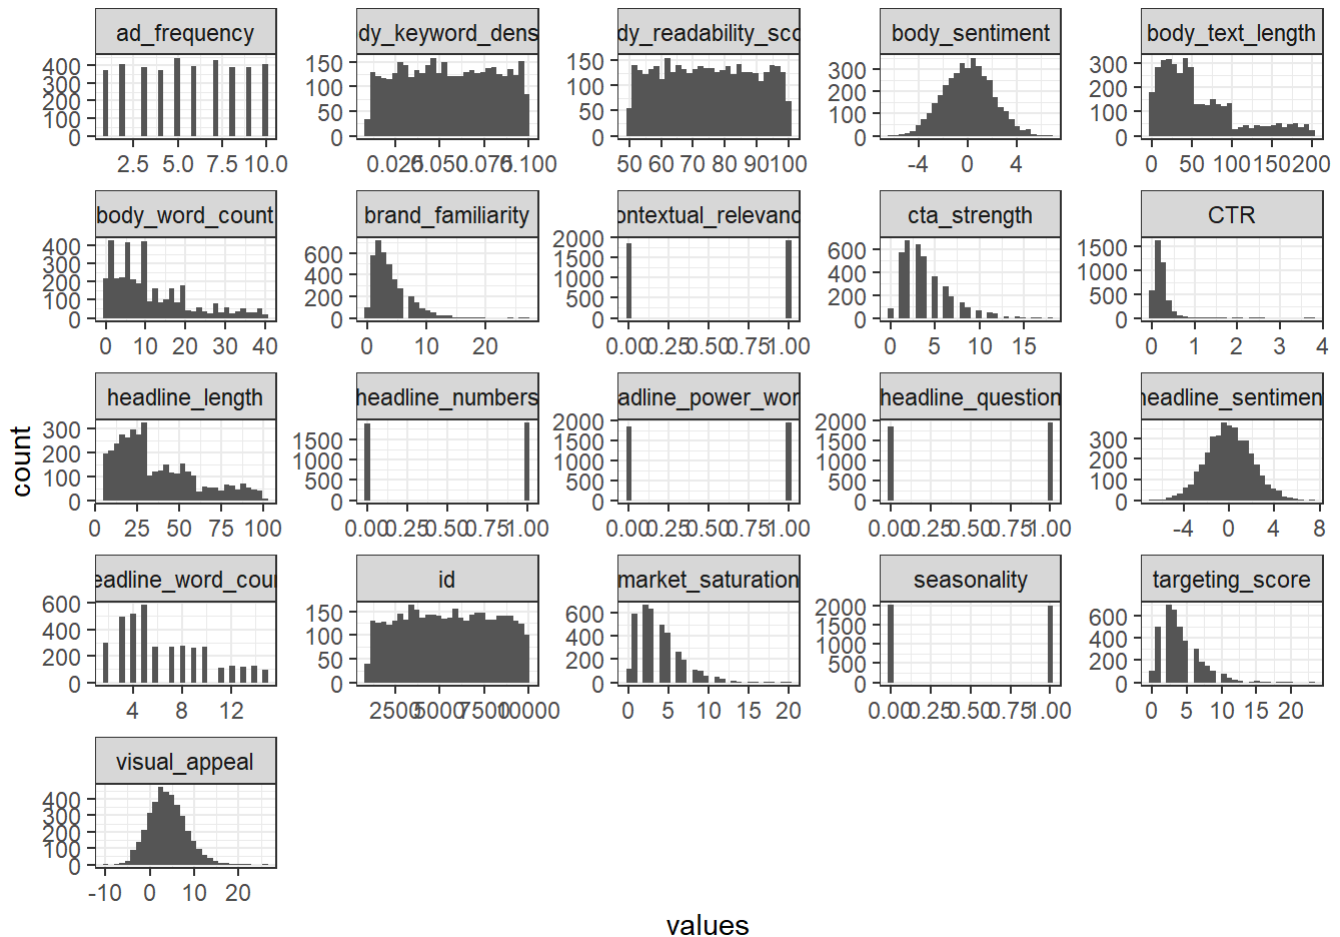 ad_frequency dy_keyword_dens dy_readability_sco body_sentiment body_text_length
400 300 200 100 0
2.5 5.0 7.5 10.0
150 100 50 0
0.025 0.050 0.075 0.100
150 100 50 0
50 60 70 80 90 100
300 200 100 0
-4 0 4
300 200 100 0
0 50 100 150 200
body_word_count brand_familiarity ontextual_relevanc cta_strength CTR
400 300 200 100 0
0 10 20 30 40
600 400 200 0
0 10 20
2000 1500 1000 500 0
0.00 0.25 0.50 0.75 1.00
600 400 200 0
0 5 10 15
1500 1000 500 0
0 1 2 3 4
headline_length headline_numbers adline_power_wor headline_question headline_sentimen
300 200 100 0
0 25 50 75 100
1500 1000 500 0
0.00 0.25 0.50 0.75 1.00
2000 1500 1000 500 0
0.00 0.25 0.50 0.75 1.00
2000 1500 1000 500 0
0.00 0.25 0.50 0.75 1.00
300 200 100 0
-4 0 4 8
eadline_word_coun id market_saturation seasonality targeting_score
600 400 200 0
4 8 12
150 100 50 0
2500 5000 7500 10000
600 400 200 0
0 5 10 15 20
2000 1500 1000 500 0
0.00 0.25 0.50 0.75 1.00
600 400 200 0
0 5 10 15 20
visual_appeal
400 300 200 100 0
-10 0 10 20
count
values